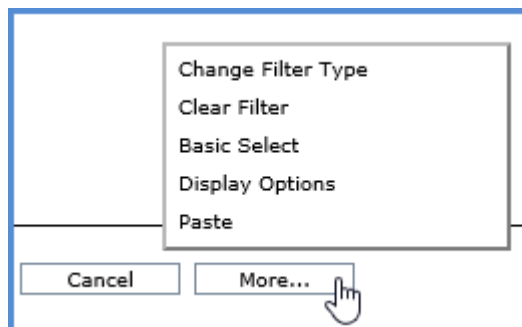 Change Filter Type
Clear Filter
Basic Select
Display Options
Paste
Cancel More...